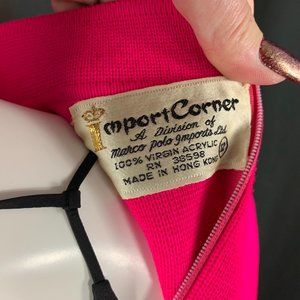 ImportCorner
A Division of
Marco Polo Imports Ltd
100% VIRGIN ACRYLIC
RN 38598
MADE IN HONG KONG
M